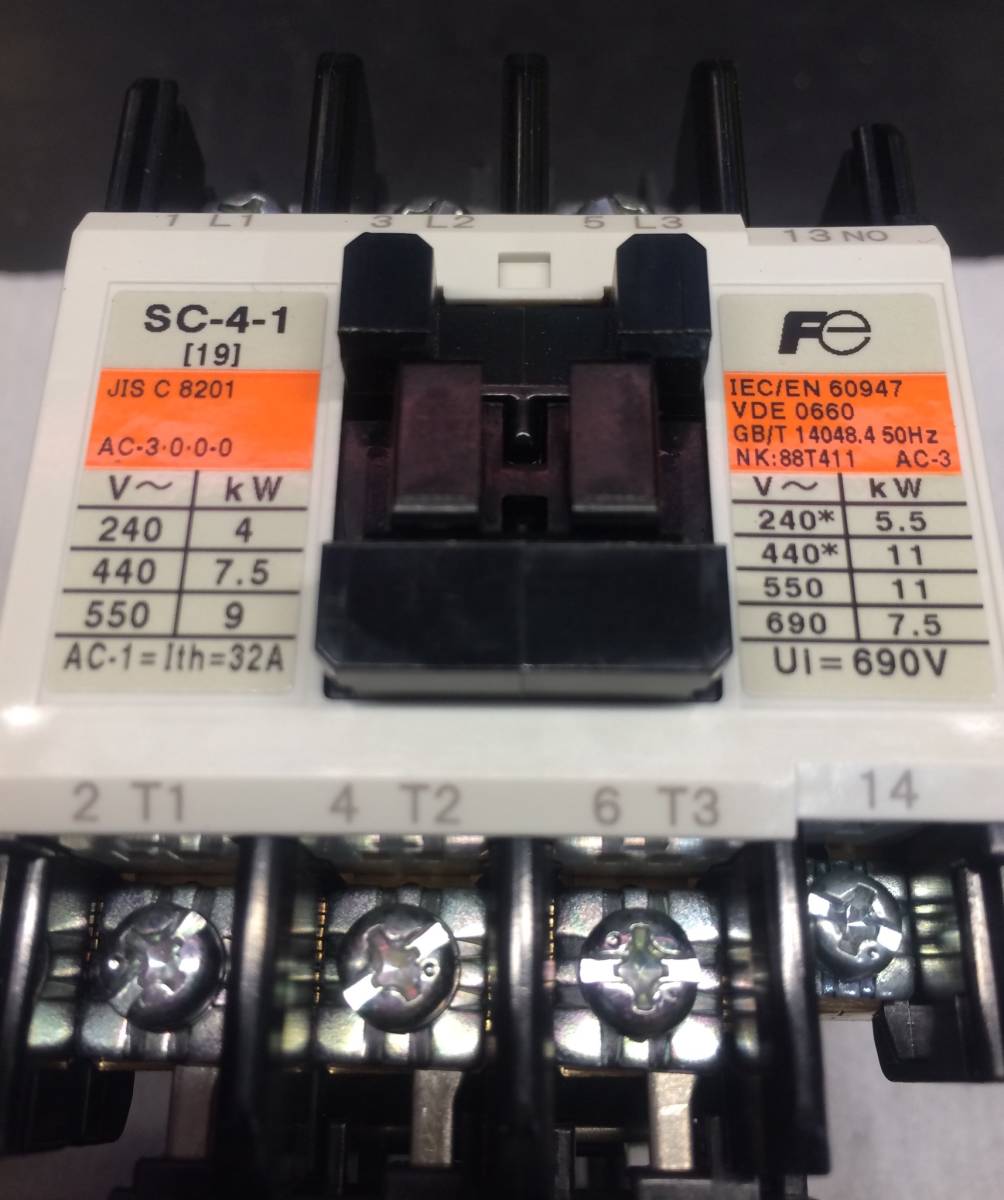 1 L1 3 L2 5 L3 13 NO
SC-4-1
[19]
JIS C 8201
AC-3·0·0-0
V～ kW
240 4
440 7.5
550 9
AC-1=Ith=32A
Fe
IEC/EN 60947
VDE 0660
GB/T 14048.4 50Hz
NK:88T411 AC-3
V～ kW
240* 5.5
440* 11
550 11
690 7.5
Ui=690V
2 T1 4 T2 6 T3 14